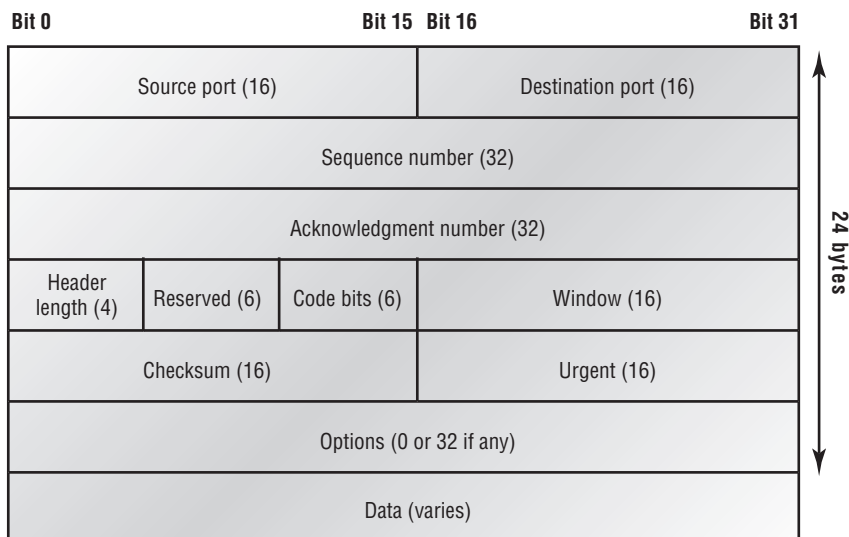 Bit 0 Bit 15 Bit 16 Bit 31
Source port (16) Destination port (16)
Sequence number (32)
Acknowledgment number (32)
Header
length (4) Reserved (6) Code bits (6) Window (16)
Checksum (16) Urgent (16)
Options (0 or 32 if any)
Data (varies)
24 bytes